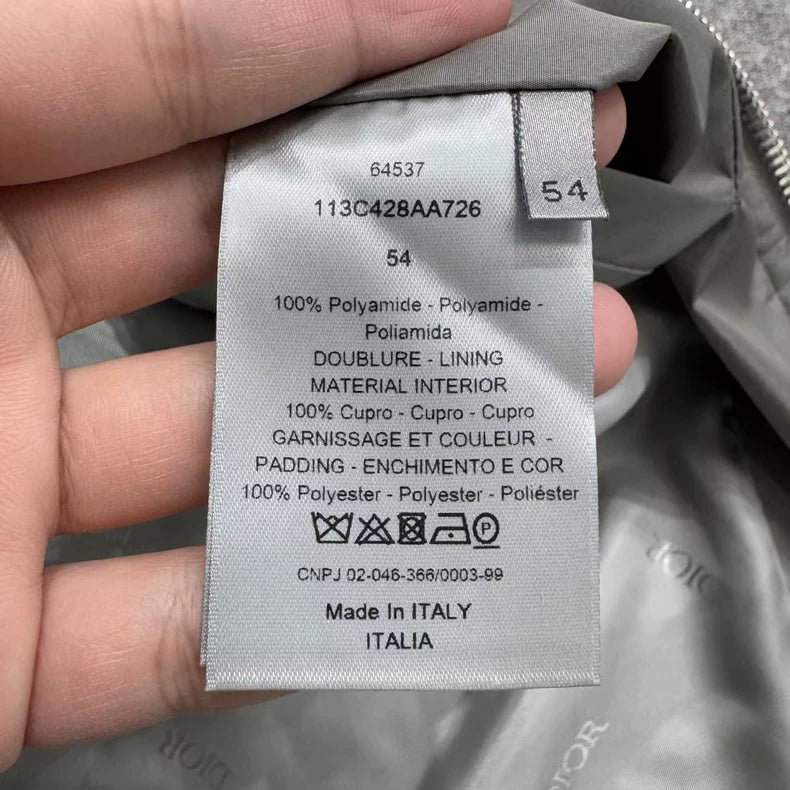 64537
113C428AA726
54
54
100% Polyamide - Polyamide -
Poliamida
DOUBLURE - LINING
MATERIAL INTERIOR
100% Cupro - Cupro - Cupro
GARNISSAGE ET COULEUR -
PADDING - ENCHIMENTO E COR
100% Polyester - Polyester - Poliéster
P
CNPJ 02-046-366/0003-99
Made In ITALY
ITALIA
DIOR
DIOR
DIOR